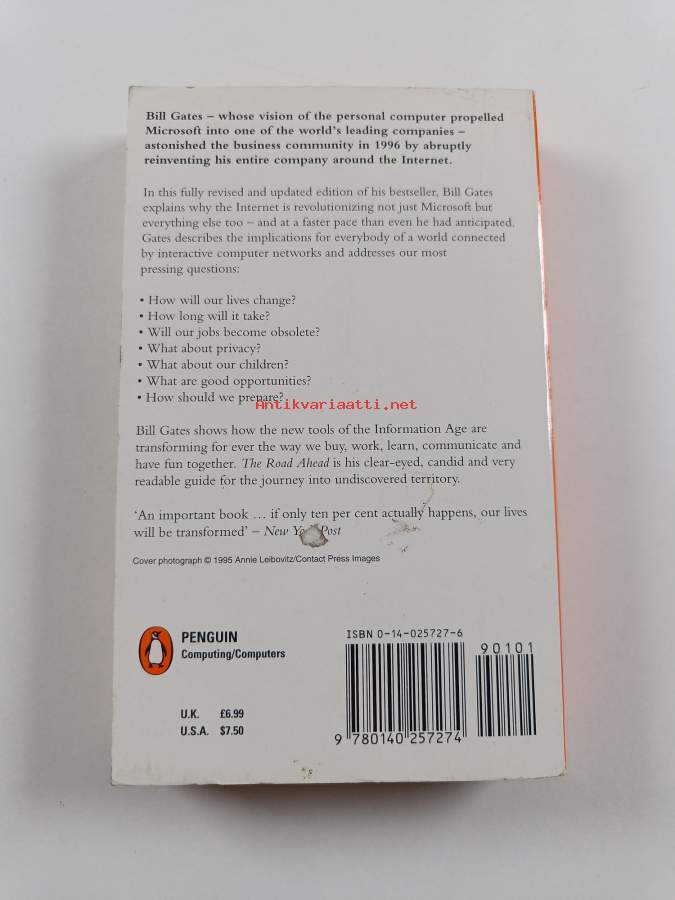 Bill Gates – whose vision of the personal computer propelled
Microsoft into one of the world's leading companies –
astonished the business community in 1996 by abruptly
reinventing his entire company around the Internet.
In this fully revised and updated edition of his bestseller, Bill Gates
explains why the Internet is revolutionizing not just Microsoft but
everything else too – and at a faster pace than even he had anticipated.
Gates describes the implications for everybody of a world connected
by interactive computer networks and addresses our most
pressing questions:
• How will our lives change?
• How long will it take?
• Will our jobs become obsolete?
• What about privacy?
• What about our children?
• What are good opportunities?
• How should we prepare?
Antikvariaatti.net
Bill Gates shows how the new tools of the Information Age are
transforming for ever the way we buy, work, learn, communicate and
have fun together. The Road Ahead is his clear-eyed, candid and very
readable guide for the journey into undiscovered territory.
‘An important book … if only ten per cent actually happens, our lives
will be transformed’ – New York Post
Cover photograph © 1995 Annie Leibovitz/Contact Press Images
PENGUIN
Computing/Computers
U.K. £6.99
U.S.A. $7.50
ISBN 0-14-025727-6
90101
9 780140 257274